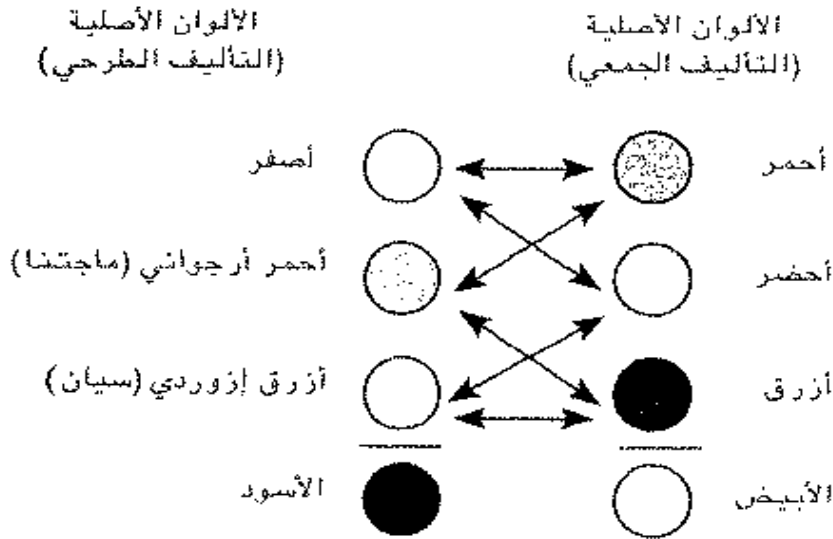 الألوان الأصلية
(التأليف الجمعي)
الألوان الأصلية
(التأليف الطرحي)
أحمر
أصفر
أخضر
أحمر أرجواني (ماجنتا)
أزرق
أزرق إزوردي (سيان)
الأبيض
الأسود